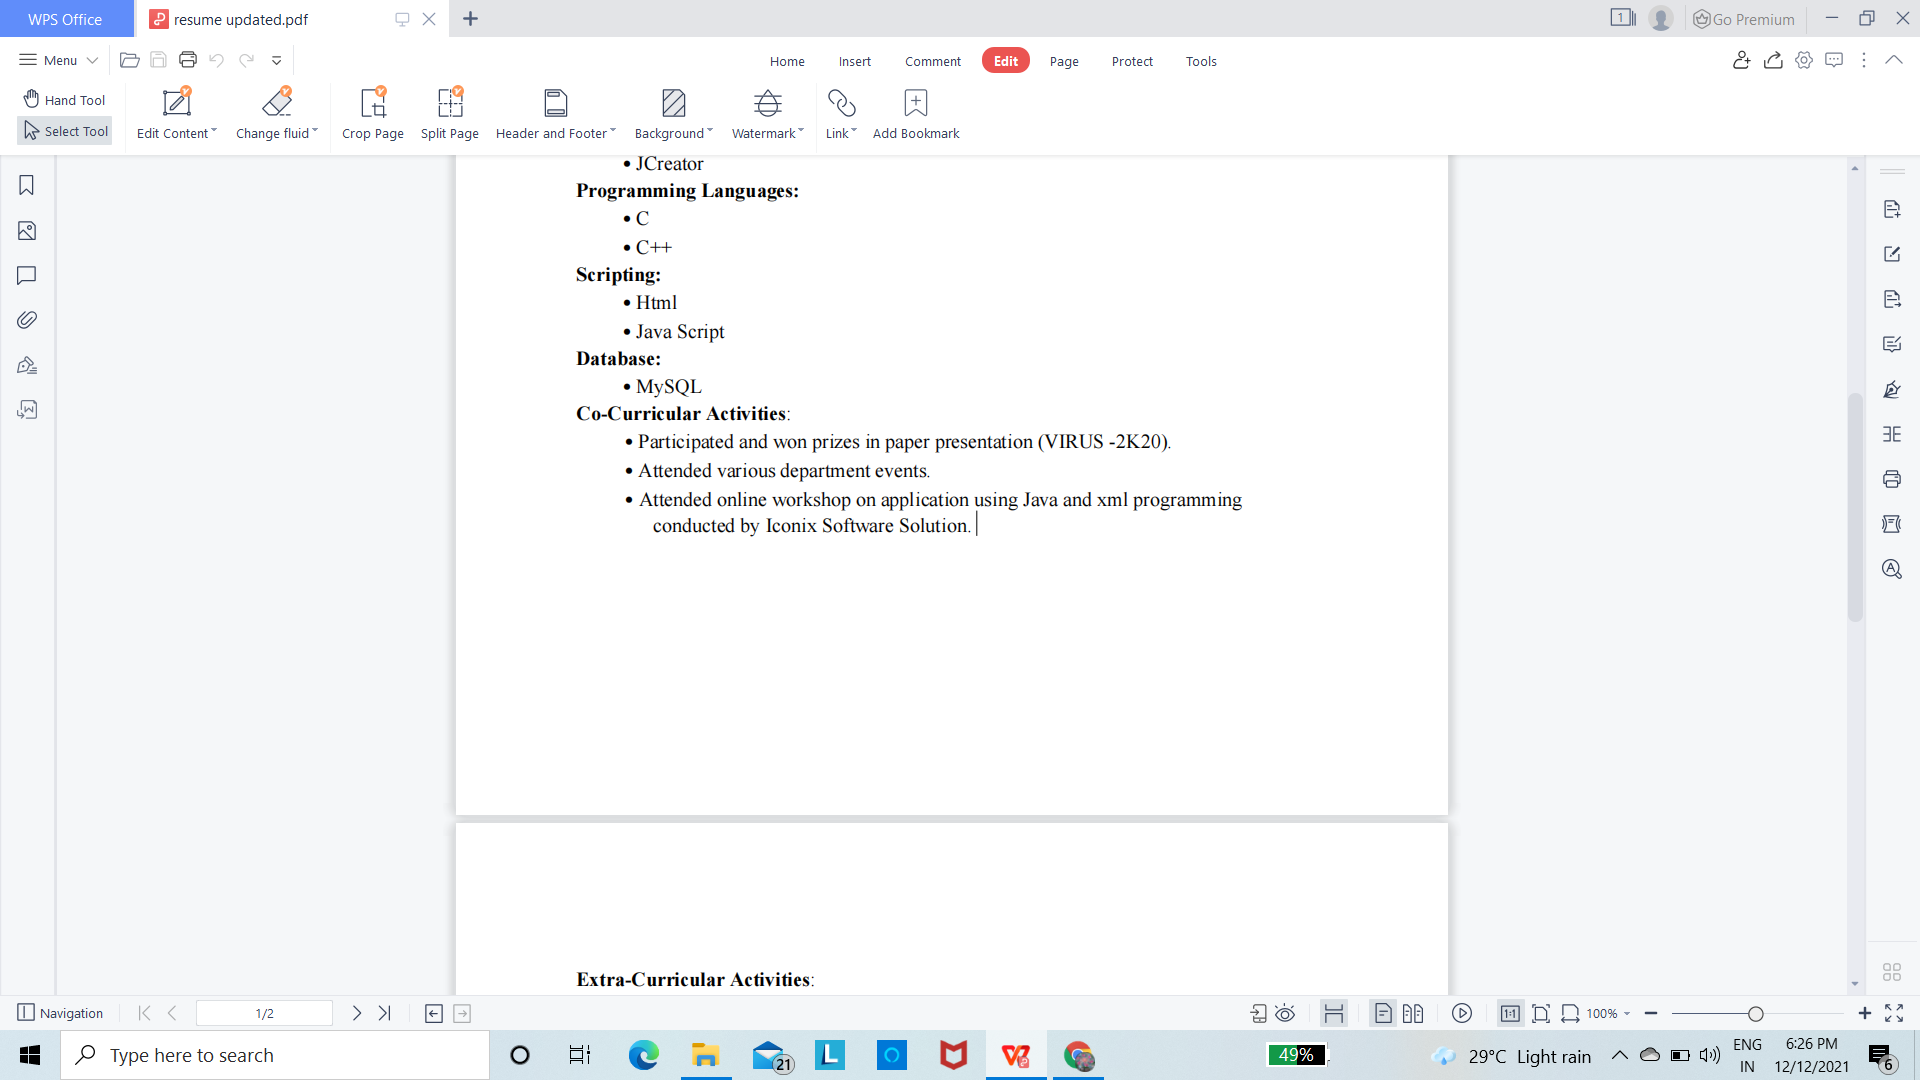 WPS Office
resume updated.pdf
1
Go Premium
Menu
Home Insert Comment Edit Page Protect Tools
Hand Tool
Select Tool
Edit Content
Change fluid
Crop Page
Split Page
Header and Footer
Background
Watermark
Link
Add Bookmark
• JCreator
Programming Languages:
• C
• C++
Scripting:
• Html
• Java Script
Database:
• MySQL
Co-Curricular Activities:
• Participated and won prizes in paper presentation (VIRUS -2K20).
• Attended various department events.
• Attended online workshop on application using Java and xml programming
conducted by Iconix Software Solution.
Extra-Curricular Activities:
Navigation
1/2
1:1
100%
Type here to search
21
L
49%
29°C Light rain
ENG
IN
6:26 PM
12/12/2021
6